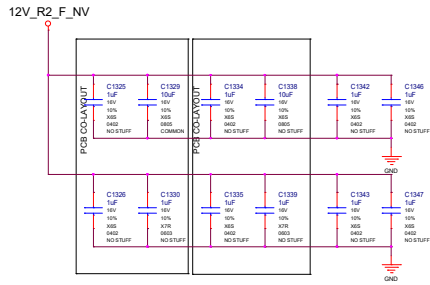 12V_R2_F_NV
PCB CO-LAYOUT
C1325
1uF
16V
10%
X6S
0402
NO STUFF
C1329
10uF
16V
10%
X6S
0805
COMMON
PCB CO-LAYOUT
C1334
1uF
16V
10%
X6S
0402
NO STUFF
C1338
10uF
16V
10%
X6S
0805
NO STUFF
C1342
1uF
16V
10%
X6S
0402
NO STUFF
C1346
1uF
16V
10%
X6S
0402
NO STUFF
GND
C1326
1uF
16V
10%
X6S
0402
NO STUFF
C1330
1uF
16V
10%
X7R
0603
NO STUFF
C1335
1uF
16V
10%
X6S
0402
NO STUFF
C1339
1uF
16V
10%
X7R
0603
NO STUFF
C1343
1uF
16V
10%
X6S
0402
NO STUFF
C1347
1uF
16V
10%
X6S
0402
NO STUFF
GND